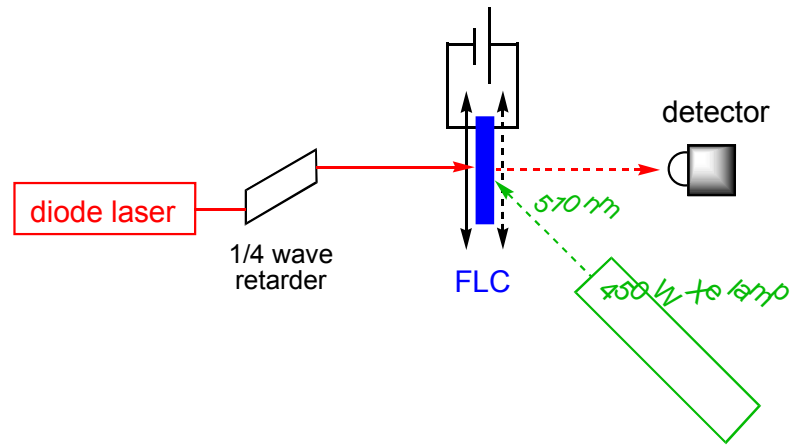 detector
diode laser
1/4 wave
retarder
FLC
510 nm
450 W Xe lamp